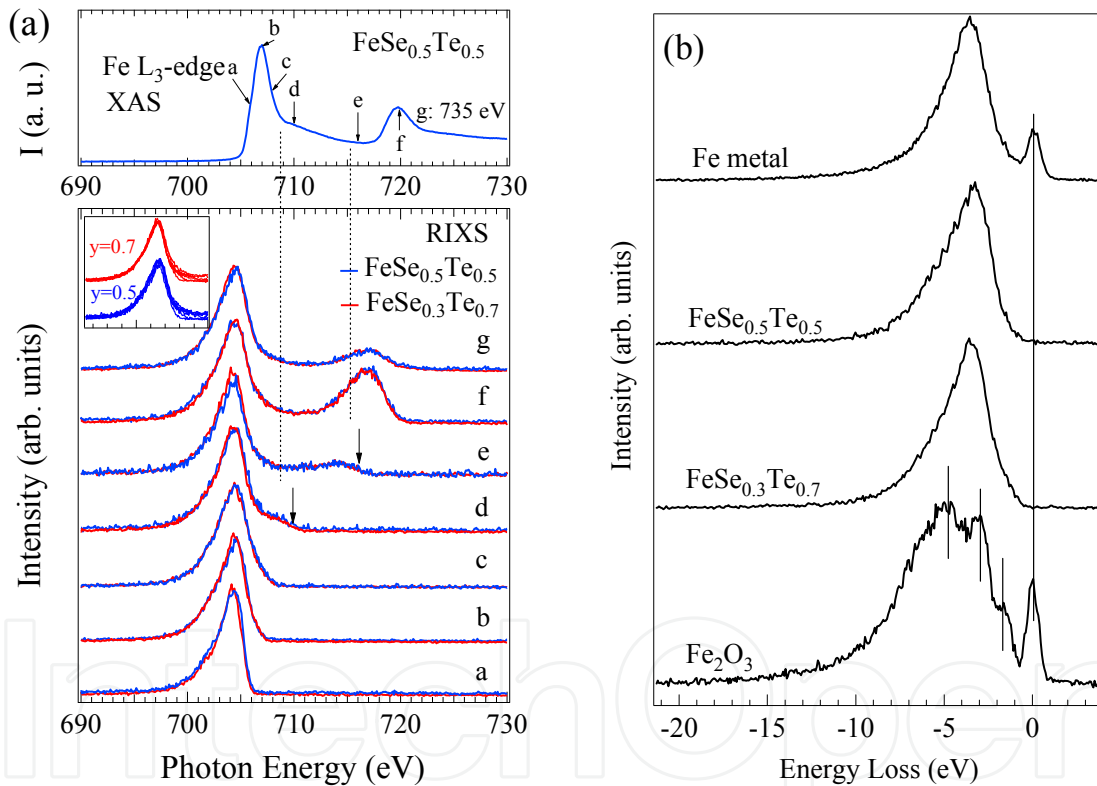 (a)
b
FeSe0.5Te0.5
Fe L3-edge
a
c
XAS
d
e
g: 735 eV
f
I (a. u.)
690 700 710 720 730
RIXS
y=0.7
y=0.5
FeSe0.5Te0.5
FeSe0.3Te0.7
g
f
e
d
c
b
a
Intensity (arb. units)
690 700 710 720 730
Photon Energy (eV)
(b)
Fe metal
FeSe0.5Te0.5
FeSe0.3Te0.7
Fe2O3
Intensity (arb. units)
-20 -15 -10 -5 0
Energy Loss (eV)
IntechOpen